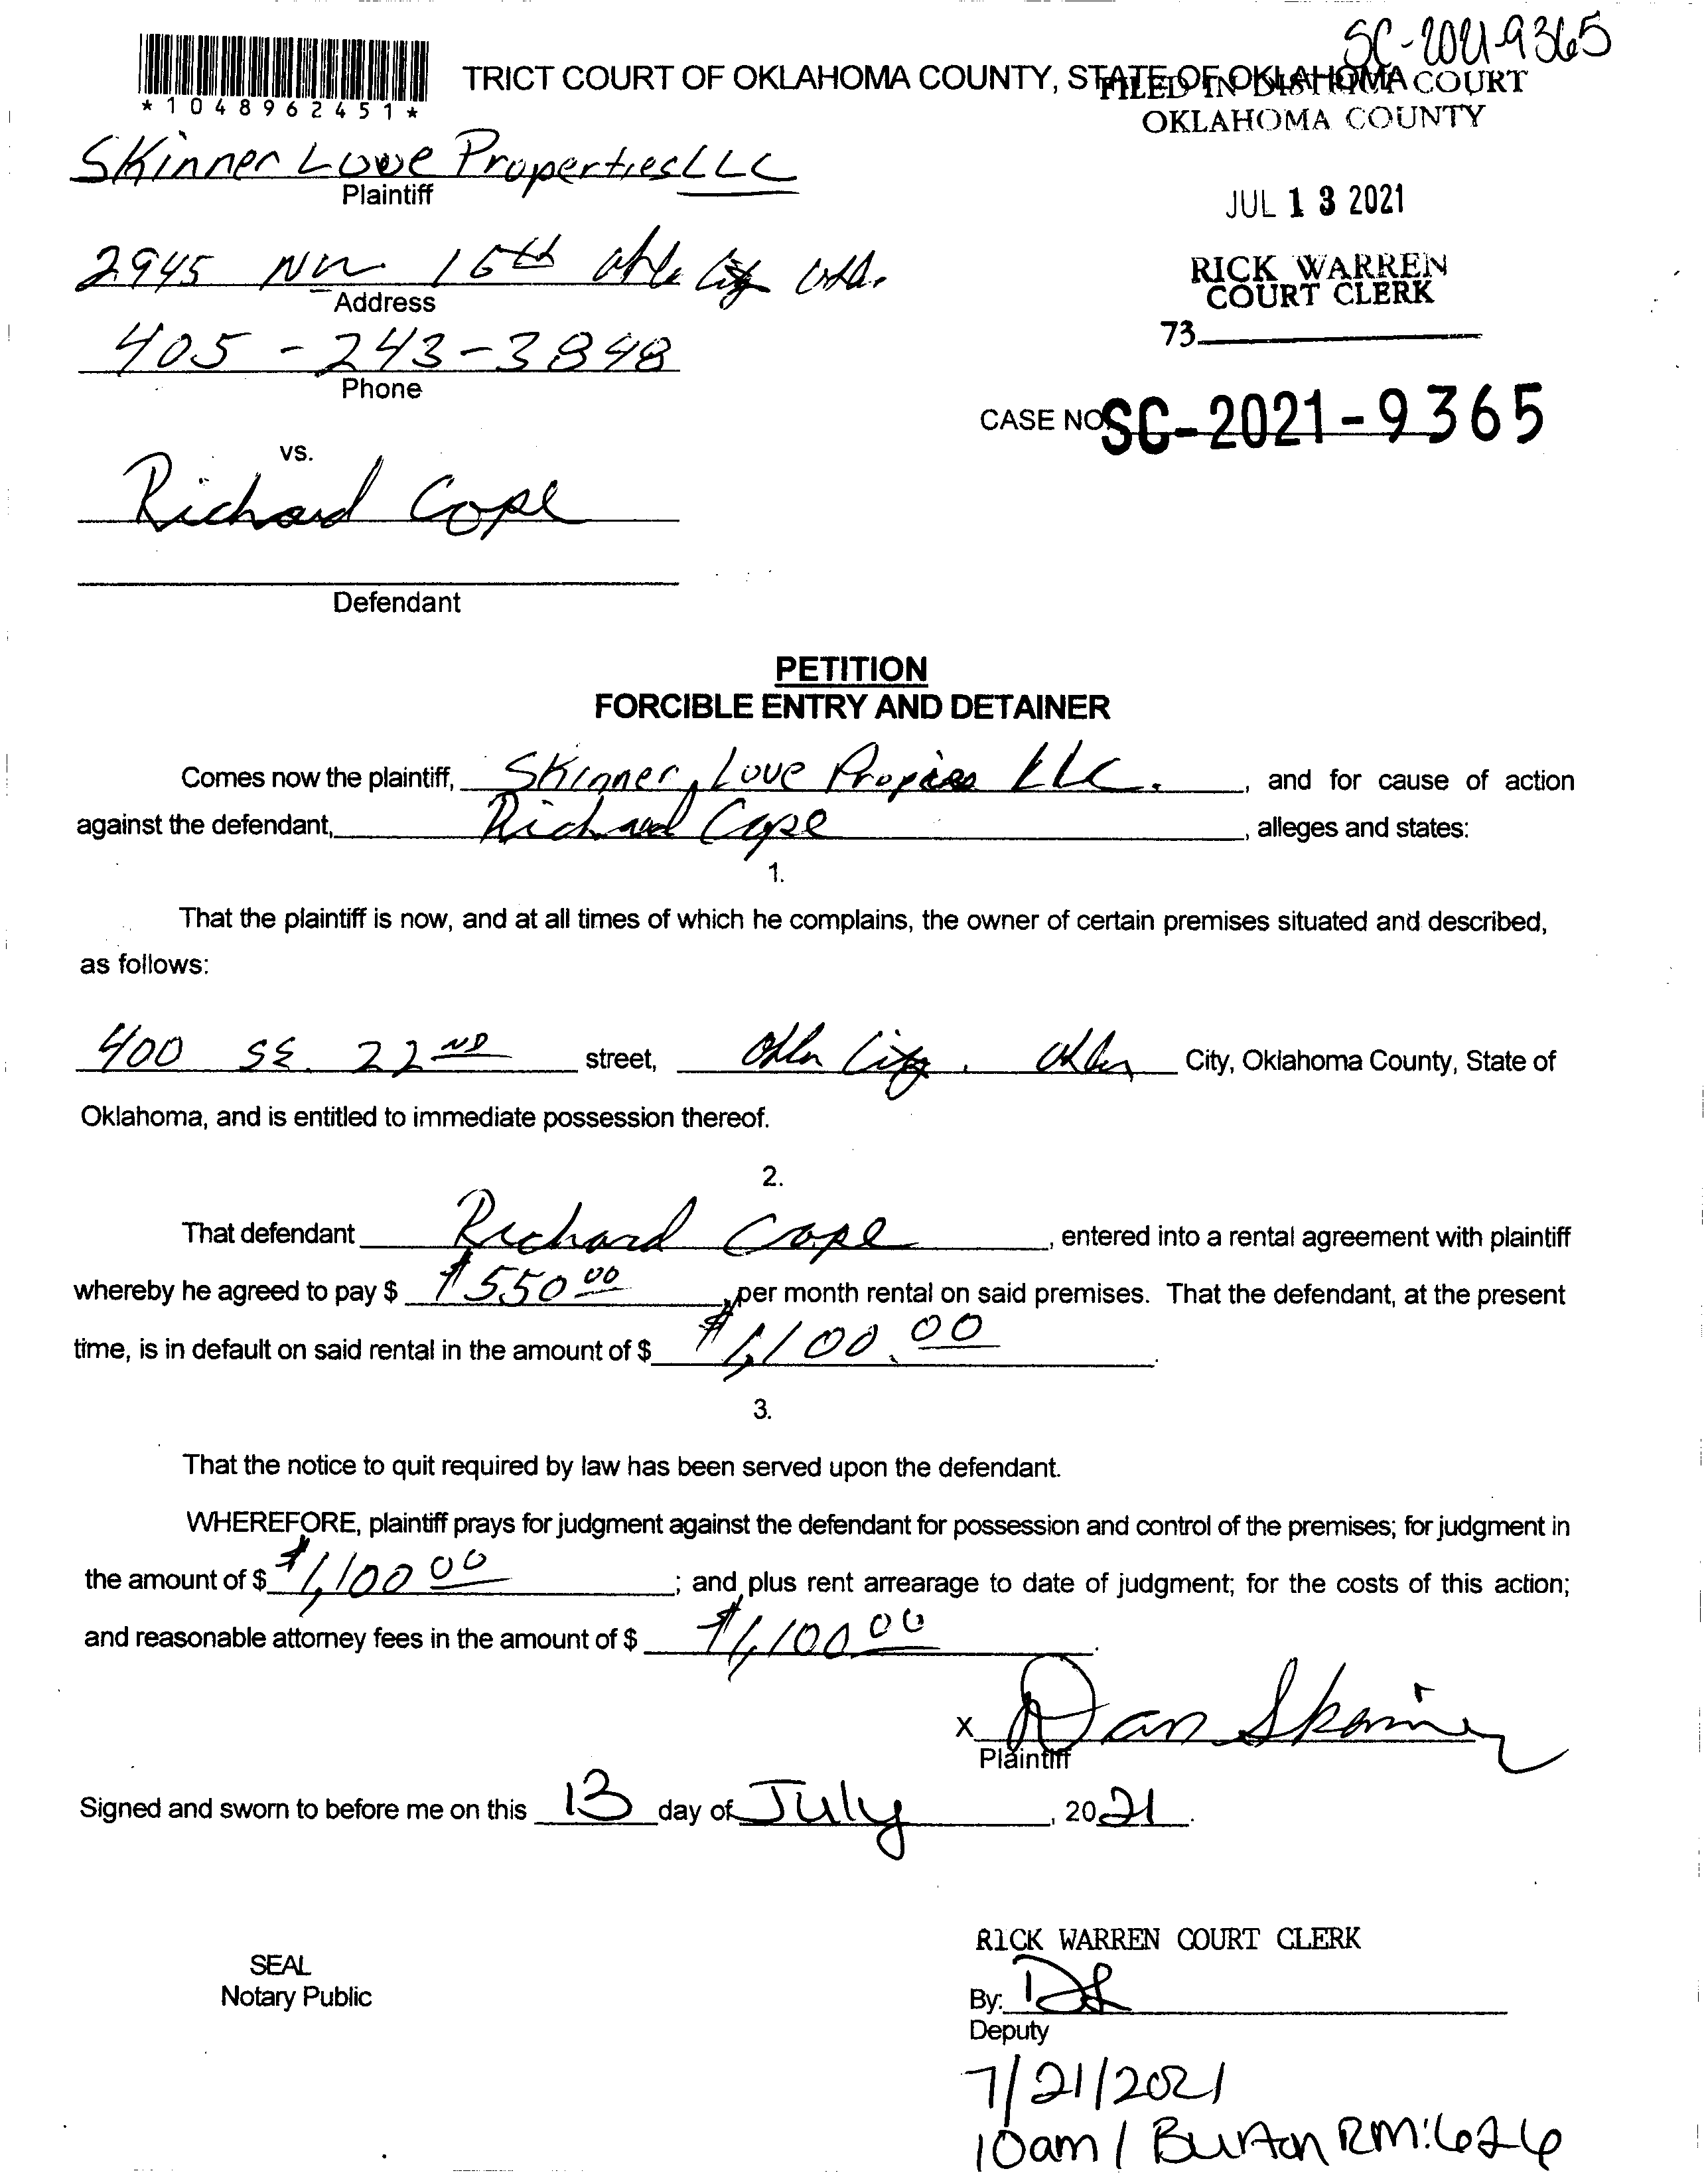 SC-2021-9365
TRICT COURT OF OKLAHOMA COUNTY, STATE OF OKLAHOMA
FILED IN DISTRICT COURT
OKLAHOMA COUNTY
*1048962451*
Skinner Love Properties LLC
Plaintiff
JUL 13 2021
2945 NW 16th Okla City Okla.
Address
RICK WARREN
COURT CLERK
73
405-243-3898
Phone
CASE NO. SC-2021-9365
vs.
Richard Cope
Defendant
PETITION
FORCIBLE ENTRY AND DETAINER
Comes now the plaintiff, Skinner, Love LLC. , and for cause of action
against the defendant, Richard Cope , alleges and states:
1.
That the plaintiff is now, and at all times of which he complains, the owner of certain premises situated and described,
as follows:
400 SE. 22ND street, Okla City. Okla City, Oklahoma County, State of
Oklahoma, and is entitled to immediate possession thereof.
2.
That defendant Richard Cope , entered into a rental agreement with plaintiff
whereby he agreed to pay $ $550.00 per month rental on said premises. That the defendant, at the present
time, is in default on said rental in the amount of $ $1,100.00 .
3.
That the notice to quit required by law has been served upon the defendant.
WHEREFORE, plaintiff prays for judgment against the defendant for possession and control of the premises; for judgment in
the amount of $ $1,100 00 ; and plus rent arrearage to date of judgment; for the costs of this action;
and reasonable attorney fees in the amount of $ $1,100 00 .
X Dan Skinner
Plaintiff
Signed and sworn to before me on this 13 day of July , 2021.
RICK WARREN COURT CLERK
SEAL
Notary Public
By:
Deputy
7/21/2021
10am / Burton RM:626